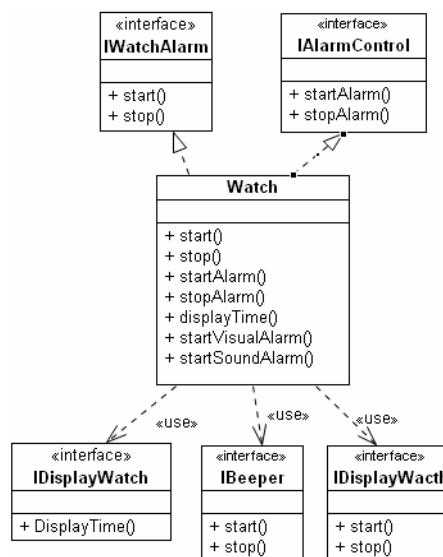 «interface»
IWatchAlarm
+ start()
+ stop()
«interface»
IAlarmControl
+ startAlarm()
+ stopAlarm()
Watch
+ start()
+ stop()
+ startAlarm()
+ stopAlarm()
+ displayTime()
+ startVisualAlarm()
+ startSoundAlarm()
«use»
«use»
«use»
«interface»
IDisplayWatch
+ DisplayTime()
«interface»
IBeeper
+ start()
+ stop()
«interface»
+ start()
+ stop()